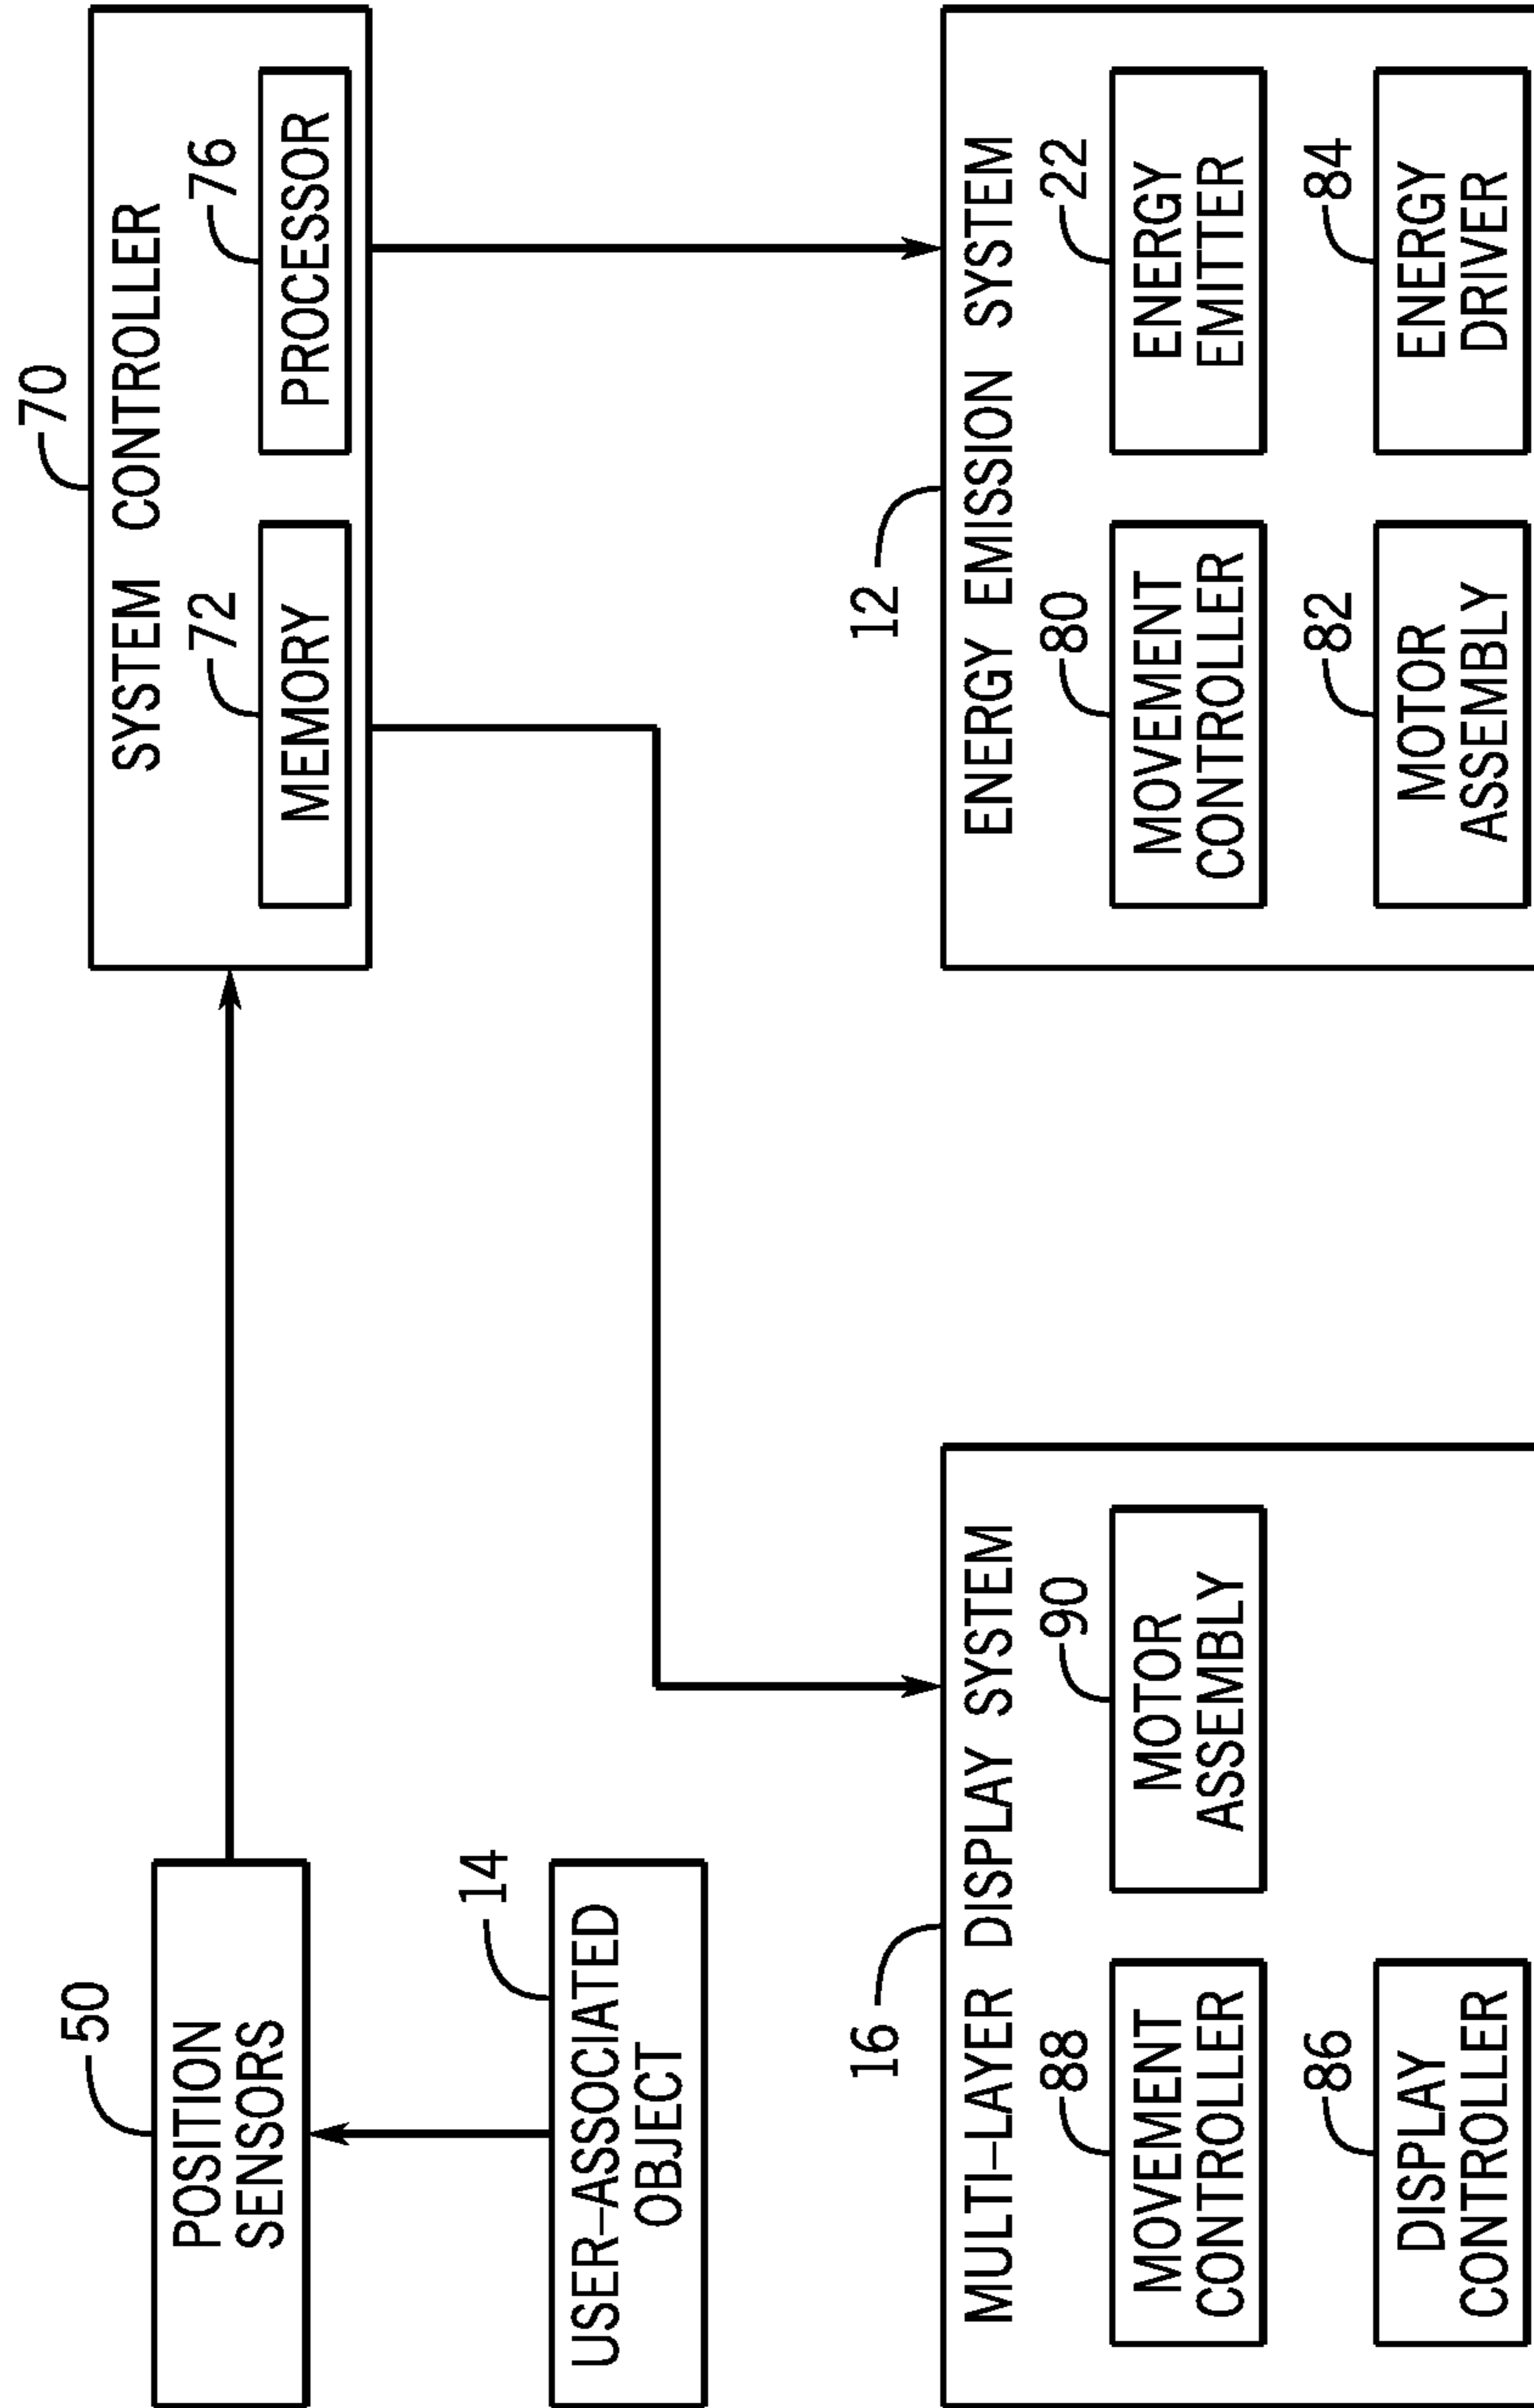 50
POSITION
SENSORS
14
USER-ASSOCIATED
OBJECT
70
SYSTEM CONTROLLER
72
MEMORY
76
PROCESSOR
16
MULTI-LAYER DISPLAY SYSTEM
88
MOVEMENT
CONTROLLER
90
MOTOR
ASSEMBLY
86
DISPLAY
CONTROLLER
12
ENERGY EMISSION SYSTEM
80
MOVEMENT
CONTROLLER
22
ENERGY
EMITTER
82
MOTOR
ASSEMBLY
84
ENERGY
DRIVER